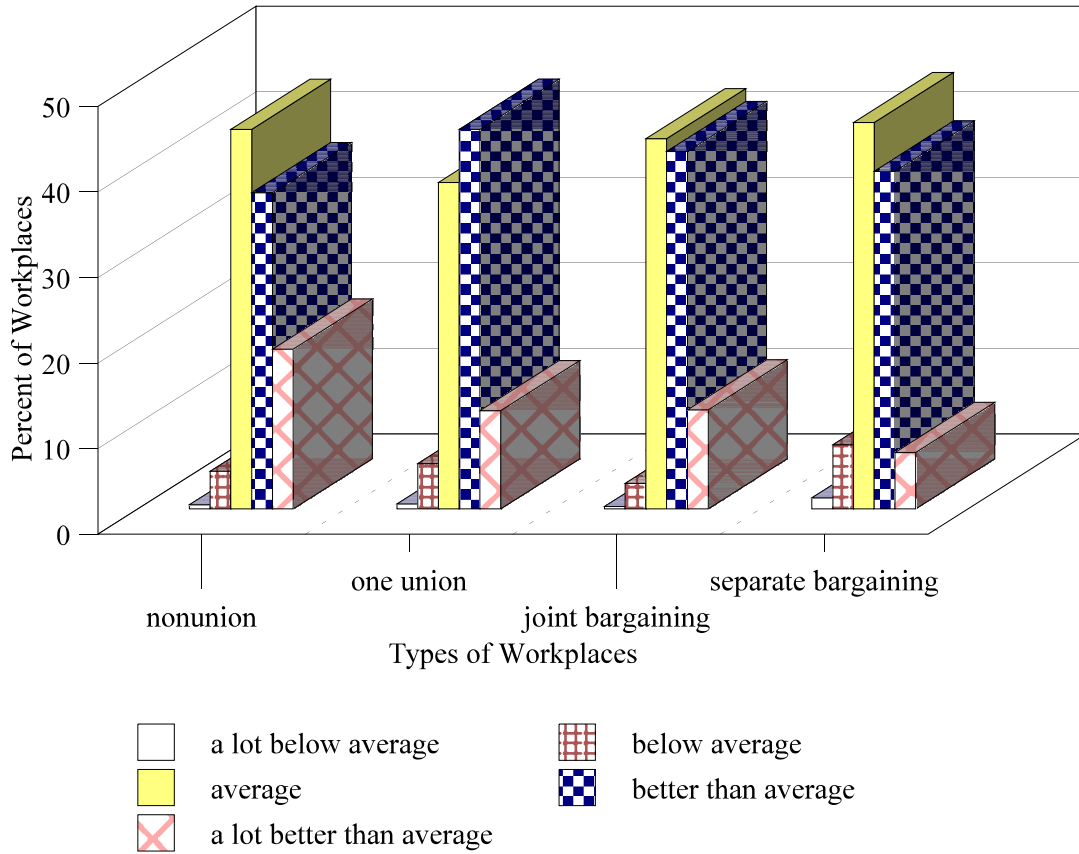 50
40
30
20
10
0
Percent of Workplaces
one union
separate bargaining
nonunion
joint bargaining
Types of Workplaces
a lot below average
below average
average
better than average
a lot better than average